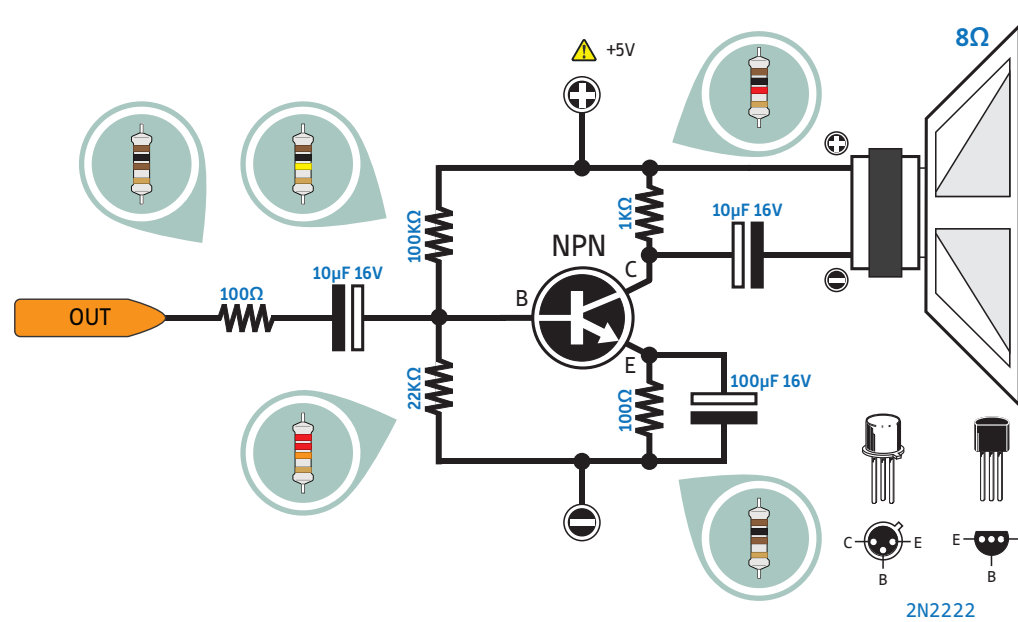 8Ω
+5V
100KΩ
1KΩ
10µF 16V
NPN
C
10µF 16V
B
100Ω
OUT
E
22KΩ
100Ω
100µF 16V
C
E
B
E
B
2N2222